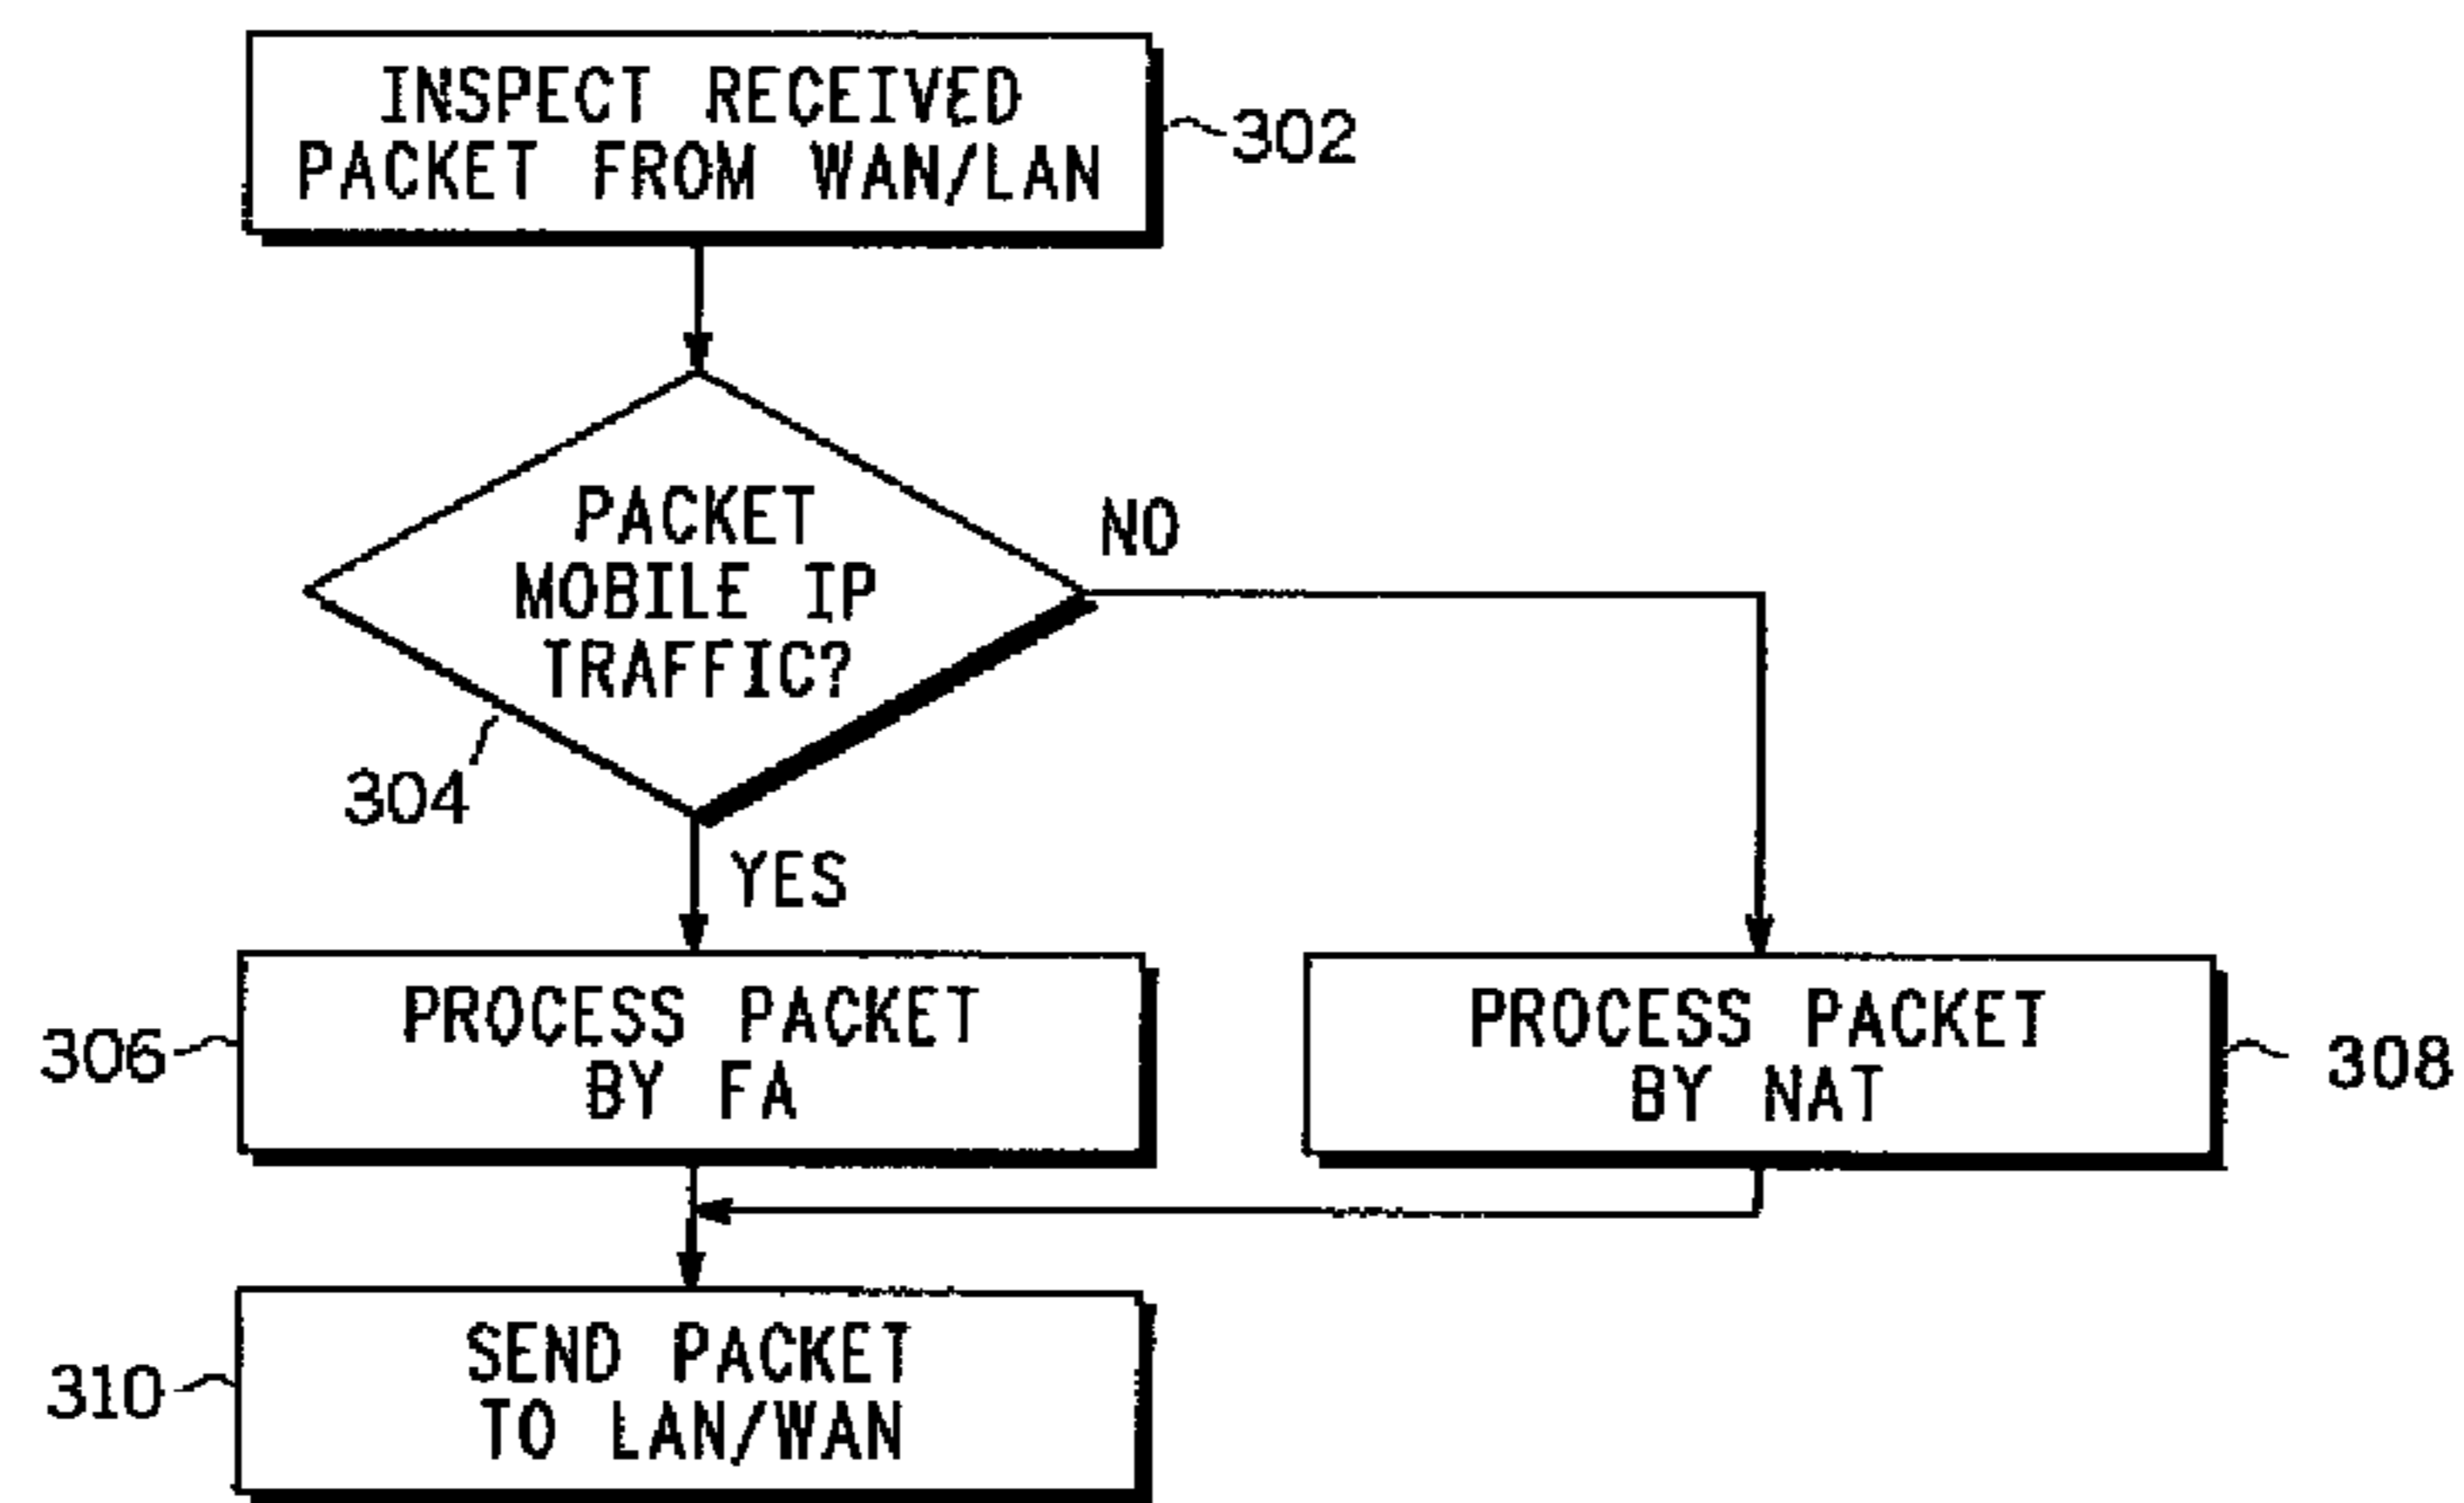 INSPECT RECEIVED
PACKET FROM WAN/LAN
302
PACKET
MOBILE IP
TRAFFIC?
NO
304
YES
PROCESS PACKET
BY FA
306
PROCESS PACKET
BY NAT
308
SEND PACKET
TO LAN/WAN
310